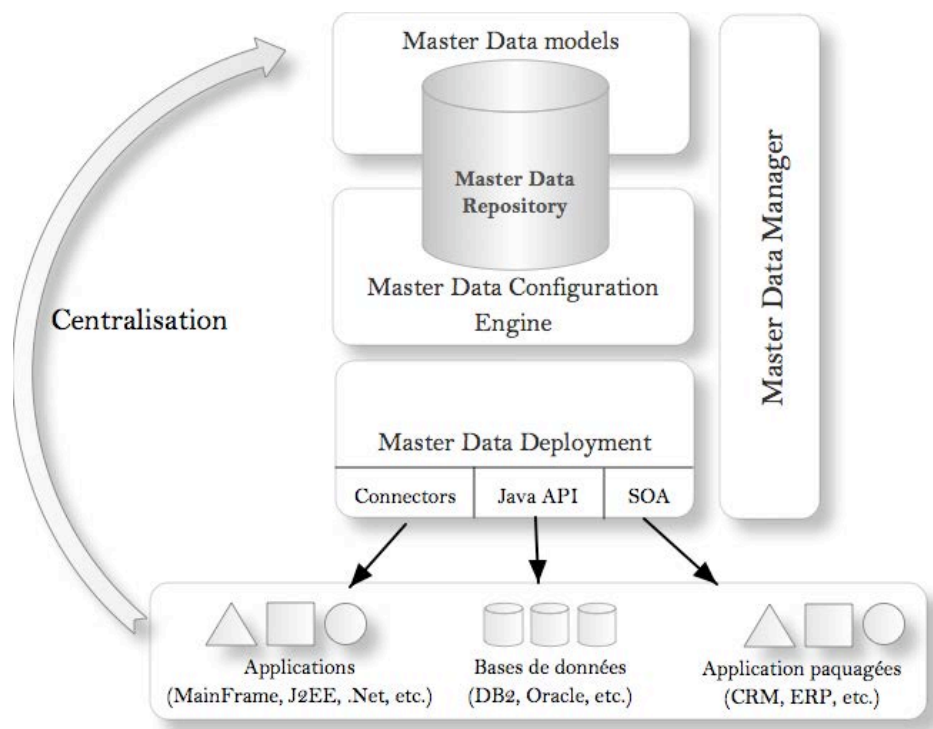 Master Data models
Master Data
Repository
Master Data Configuration
Engine
Master Data Manager
Centralisation
Master Data Deployment
Connectors
Java API
SOA
Applications
(MainFrame, J2EE, .Net, etc.)
Bases de données
(DB2, Oracle, etc.)
Application paquagées
(CRM, ERP, etc.)